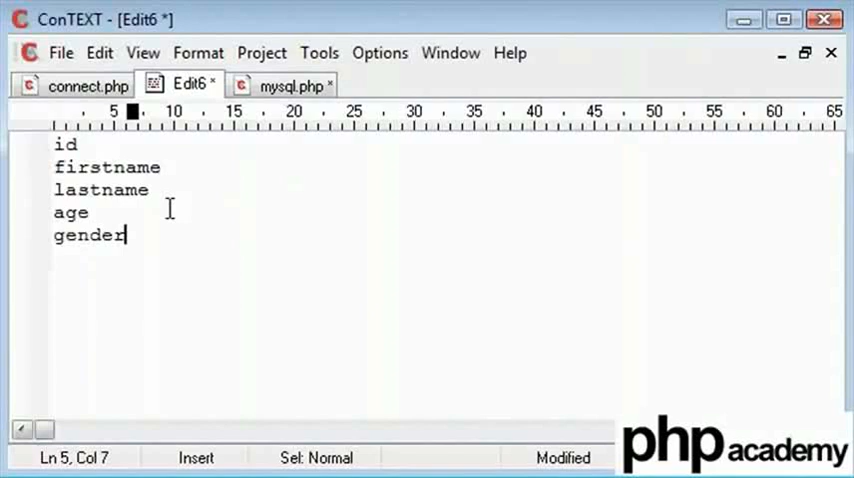 ConTEXT - [Edit6 *]
File Edit View Format Project Tools Options Window Help
connect.php Edit6 * mysql.php *
5 10 15 20 25 30 35 40 45 50 55 60 65
id
firstname
lastname
age
gender
Ln 5, Col 7 Insert Sel: Normal Modified
php academy